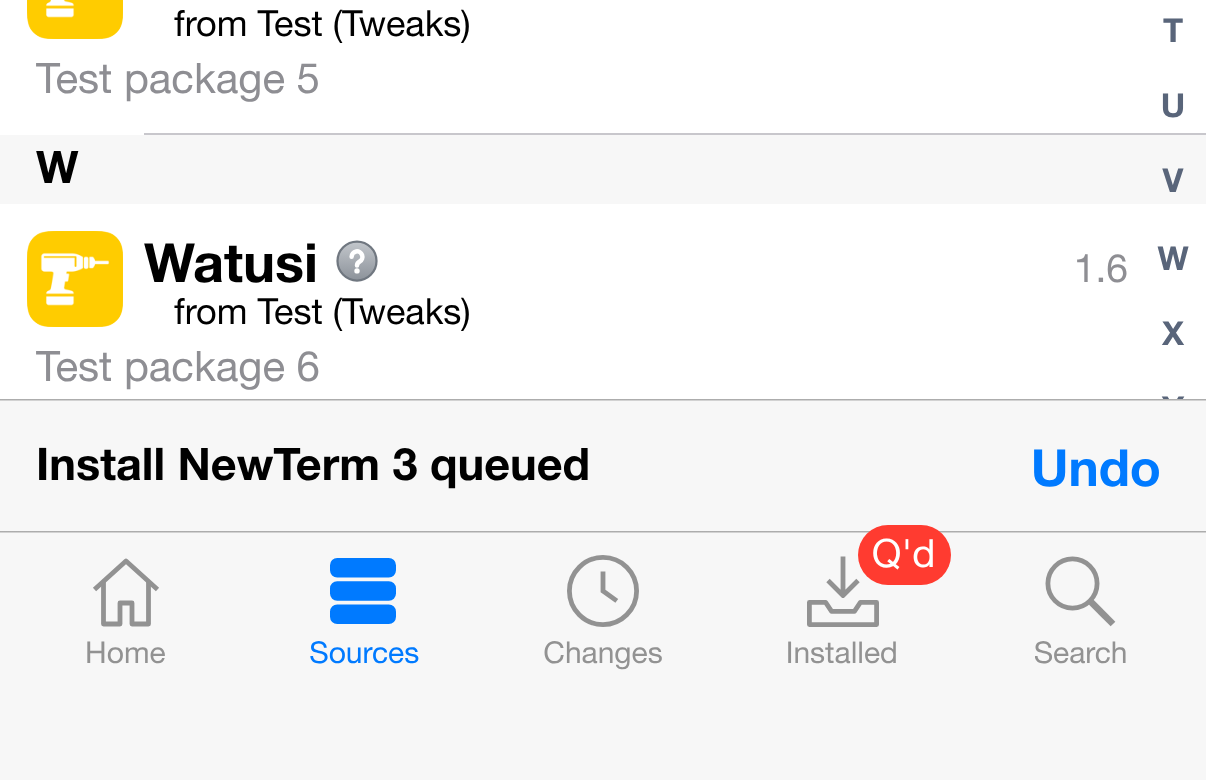 from Test (Tweaks)
Test package 5
T
U
W
V
Watusi ?
1.6
W
from Test (Tweaks)
X
Test package 6
Install NewTerm 3 queued
Undo
Q'd
Home
Sources
Changes
Installed
Search